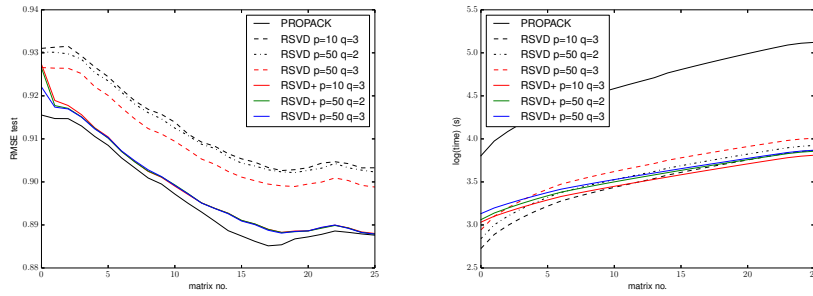 0.94
0.93
0.92
0.91
0.90
0.89
0.88
RMSE test
0
5
10
15
20
25
matrix no.
PROPACK
RSVD p=10 q=3
RSVD p=50 q=2
RSVD p=50 q=3
RSVD+ p=10 q=3
RSVD+ p=50 q=2
RSVD+ p=50 q=3
5.5
5.0
4.5
4.0
3.5
3.0
2.5
log(time) (s)
0
5
10
15
20
25
matrix no.
PROPACK
RSVD p=10 q=3
RSVD p=50 q=2
RSVD p=50 q=3
RSVD+ p=10 q=3
RSVD+ p=50 q=2
RSVD+ p=50 q=3